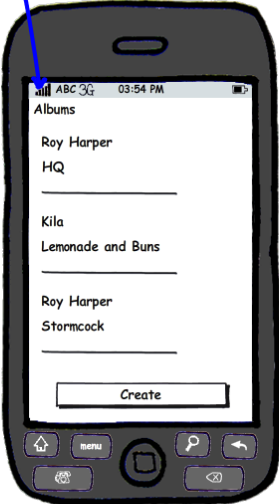 ABC 3G 03:54 PM
Albums
Roy Harper
HQ
Kila
Lemonade and Buns
Roy Harper
Stormcock
Create
menu